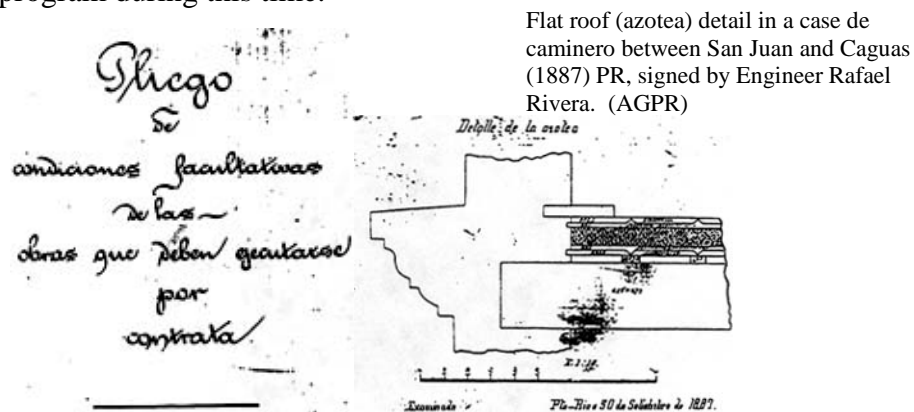 program during this time.
Flat roof (azotea) detail in a case de
caminero between San Juan and Caguas
(1887) PR, signed by Engineer Rafael
Rivera. (AGPR)
Pliego
de
condiciones facultativas
de las
obras que deben ejecutarse
por
contrata.
Detalle de la azotea
Examinado
Pto-Rico 30 de Setiembre de 1887.